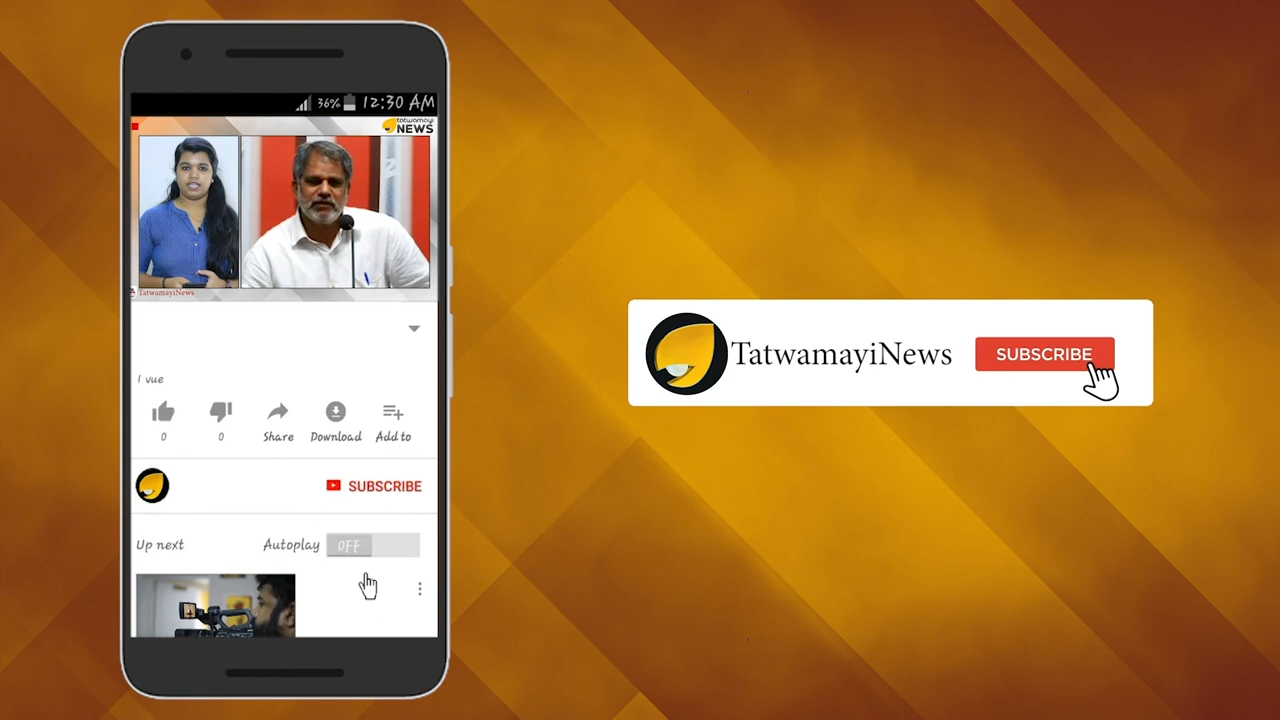 36% 12:30 AM
tatwamayi
NEWS
TatwamayiNews
1 vue
0 0 Share Download Add to
SUBSCRIBE
Up next Autoplay OFF
TatwamayiNews SUBSCRIBE